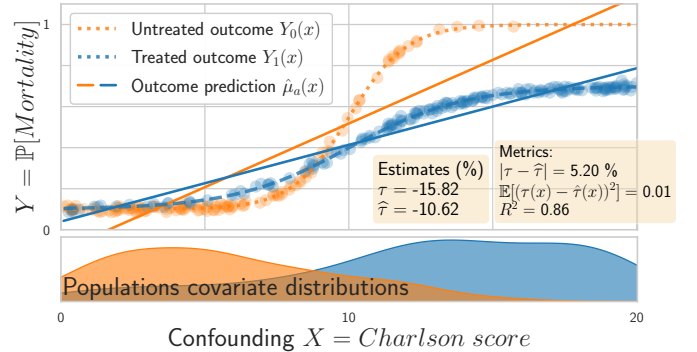 1
Untreated outcome Y₀(x)
Treated outcome Y₁(x)
Outcome prediction μ̂ₐ(x)
Y = ℙ[Mortality]
Estimates (%)
τ = -15.82
τ̂ = -10.62
Metrics:
|τ − τ̂| = 5.20 %
𝔼[(τ(x) − τ̂(x))²] = 0.01
R² = 0.86
0
Populations covariate distributions
0 10 20
Confounding X = Charlson score